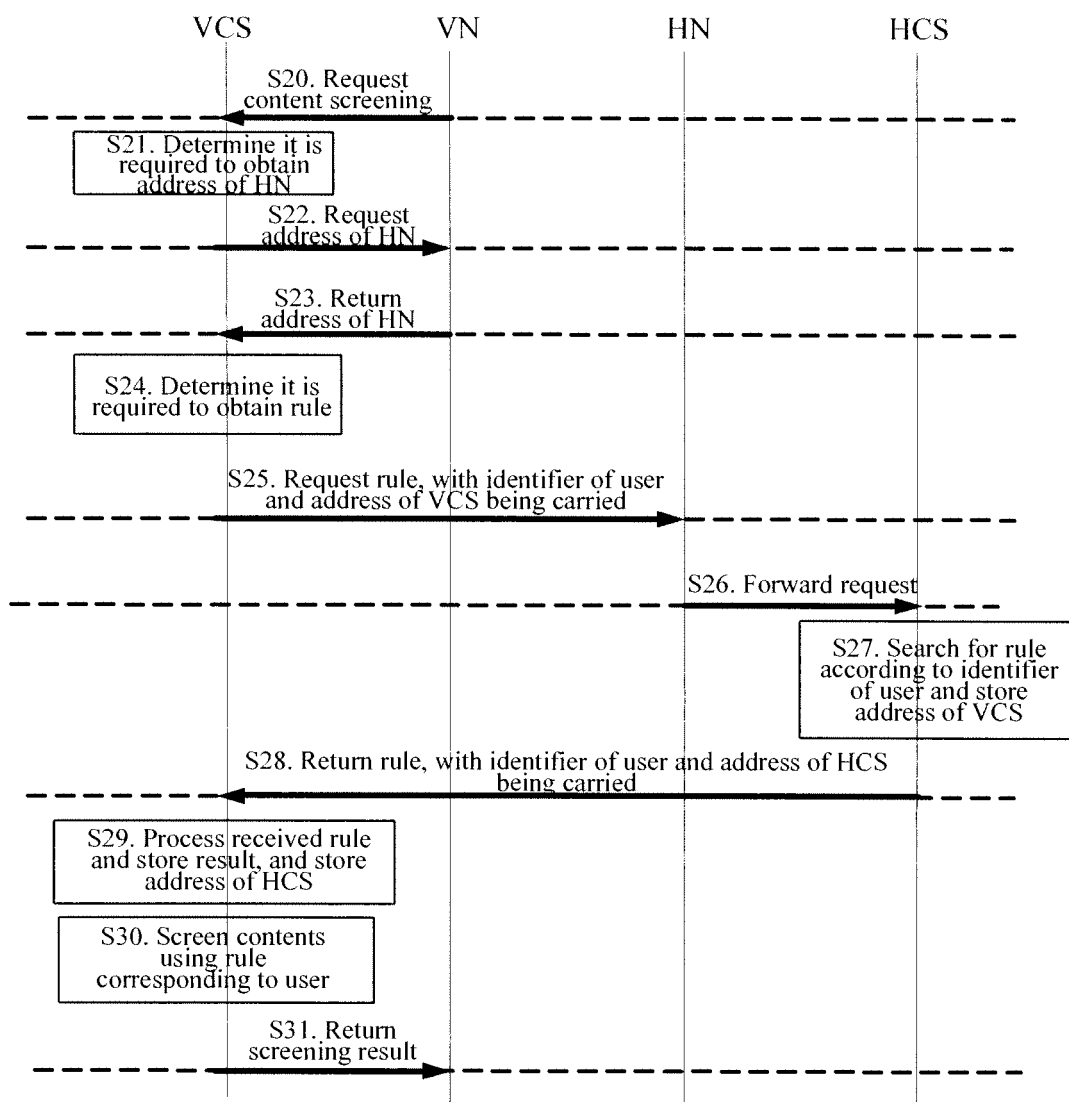 VCS VN HN HCS
S20. Request
content screening
S21. Determine it is
required to obtain
address of HN
S22. Request
address of HN
S23. Return
address of HN
S24. Determine it is
required to obtain rule
S25. Request rule, with identifier of user
and address of VCS being carried
S26. Forward request
S27. Search for rule
according to identifier
of user and store
address of VCS
S28. Return rule, with identifier of user and address of HCS
being carried
S29. Process received rule
and store result, and store
address of HCS
S30. Screen contents
using rule
corresponding to user
S31. Return
screening result